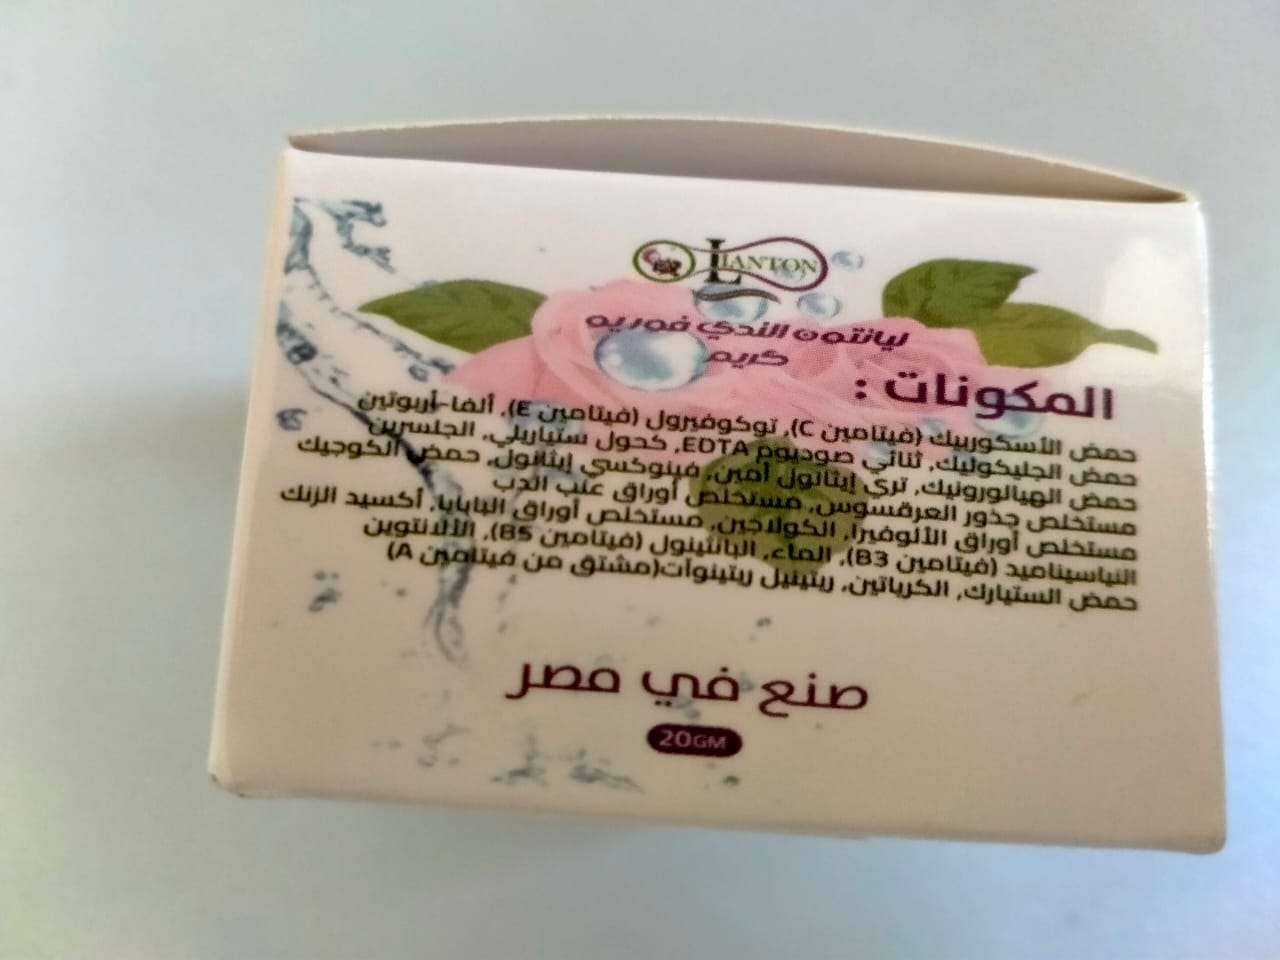 LIANTON
ليانتون الندي فوريو
كريم
المكونات :
حمض الأسكوربيك (فيتامين C), توكوفيرول (فيتامين E), ألفا-أربوتين
حمض الجليكوليك, ثنائي صوديوم EDTA, كحول ستياريلي, الجلسرين
حمض الهيالورونيك, تري إيثانول أمين, فينوكسي إيثانول, حمض الكوجيك
مستخلص جذور العرقسوس, مستخلص أوراق عنب الدب
مستخلص أوراق الألوفيرا, الكولاجين, مستخلص أوراق البابايا, أكسيد الزنك
النياسيناميد (فيتامين B3), الماء, البانثينول (فيتامين B5), الألانتوين
حمض الستيارك, الكرياتين, ريتينيل ريتينوات(مشتق من فيتامين A)
صنع في مصر
20GM